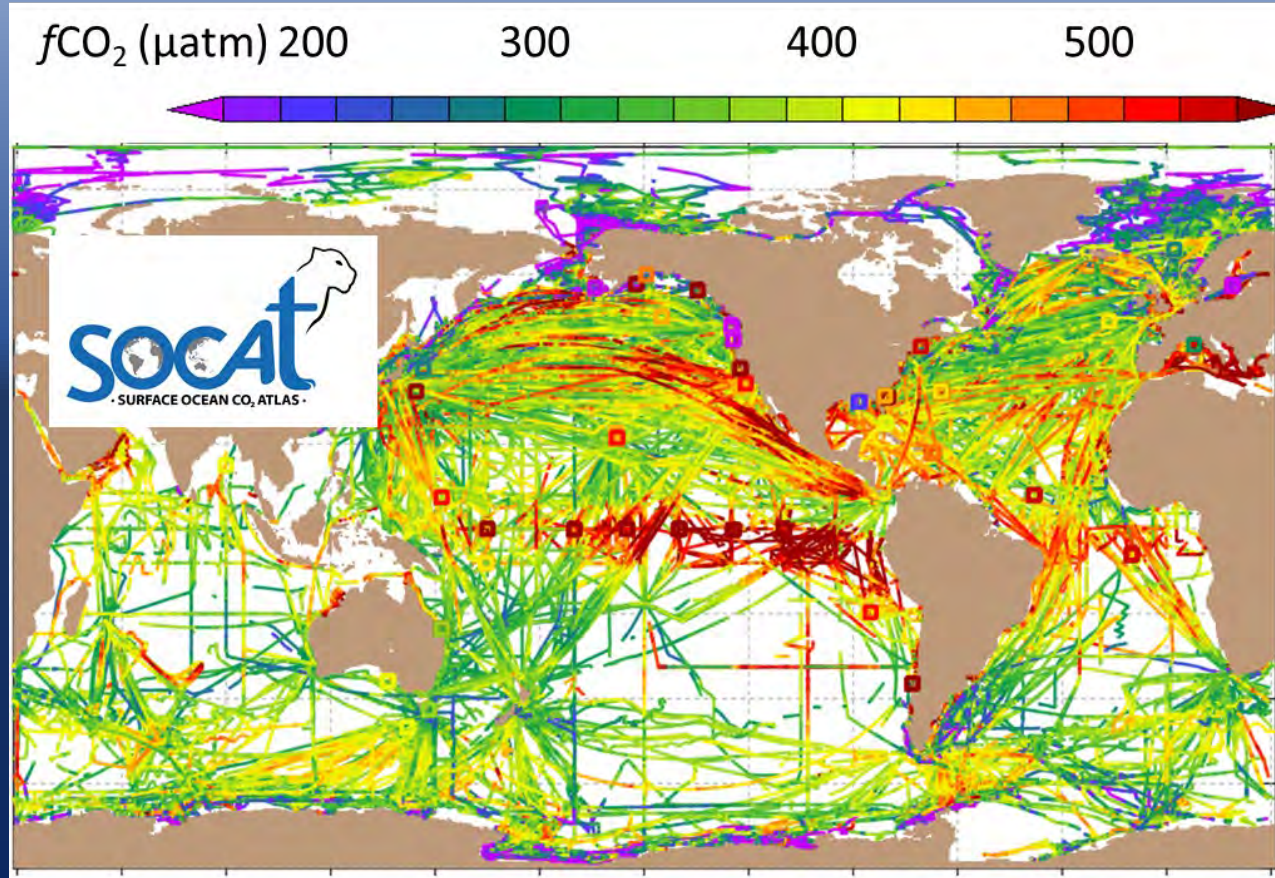 fCO₂ (µatm) 200 300 400 500
SOCAt
· SURFACE OCEAN CO₂ ATLAS ·